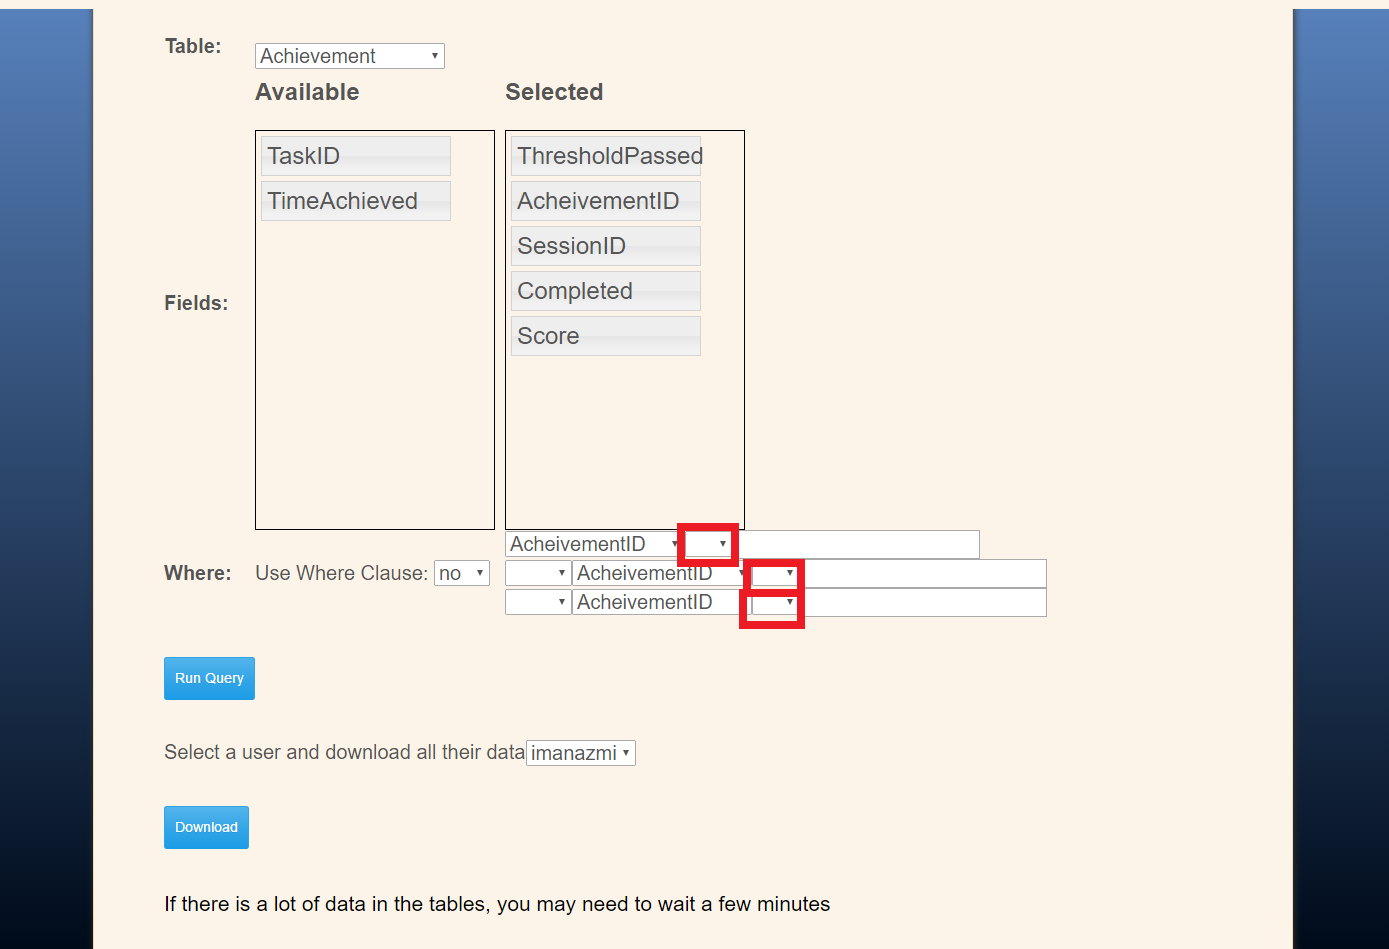 Table: Achievement
Available Selected
TaskID ThresholdPassed
TimeAchieved AcheivementID
SessionID
Fields: Completed
Score
AcheivementID
Where: Use Where Clause: no AcheivementID
AcheivementID
Run Query
Select a user and download all their data imanazmi
Download
If there is a lot of data in the tables, you may need to wait a few minutes